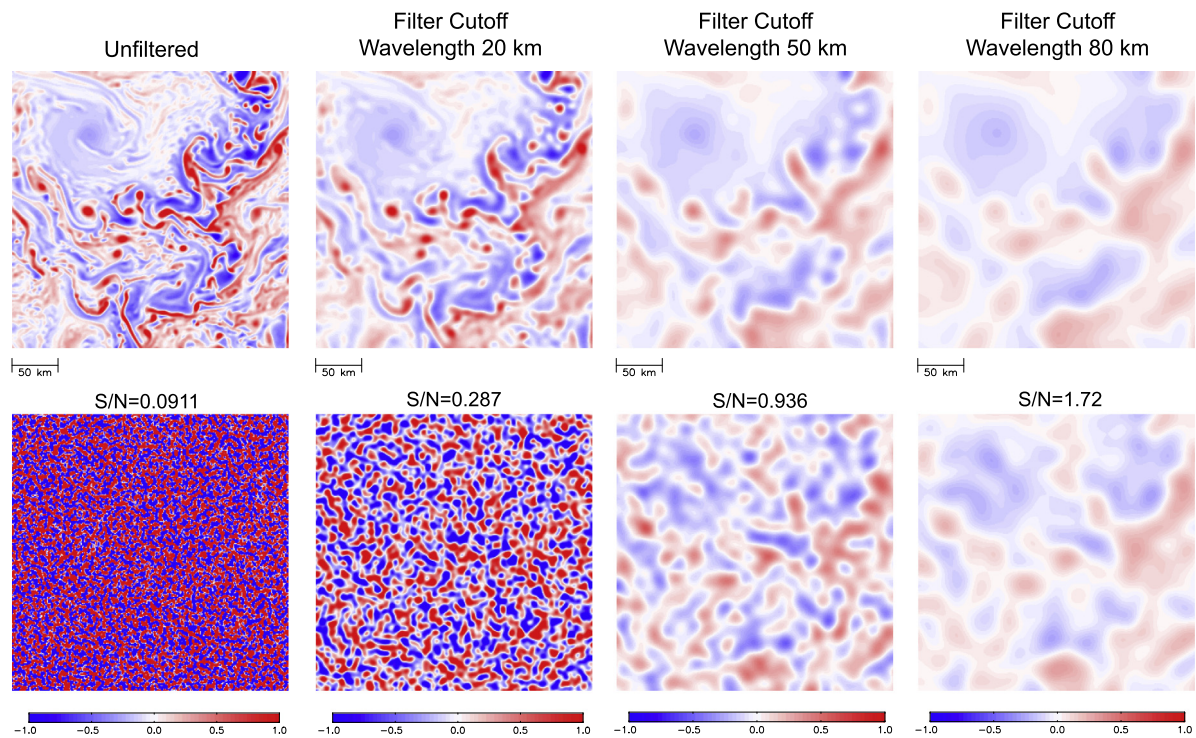 Unfiltered
Filter Cutoff
Wavelength 20 km
Filter Cutoff
Wavelength 50 km
Filter Cutoff
Wavelength 80 km
50 km
50 km
50 km
50 km
S/N=0.0911
S/N=0.287
S/N=0.936
S/N=1.72
−1.0 −0.5 0.0 0.5 1.0
−1.0 −0.5 0.0 0.5 1.0
−1.0 −0.5 0.0 0.5 1.0
−1.0 −0.5 0.0 0.5 1.0